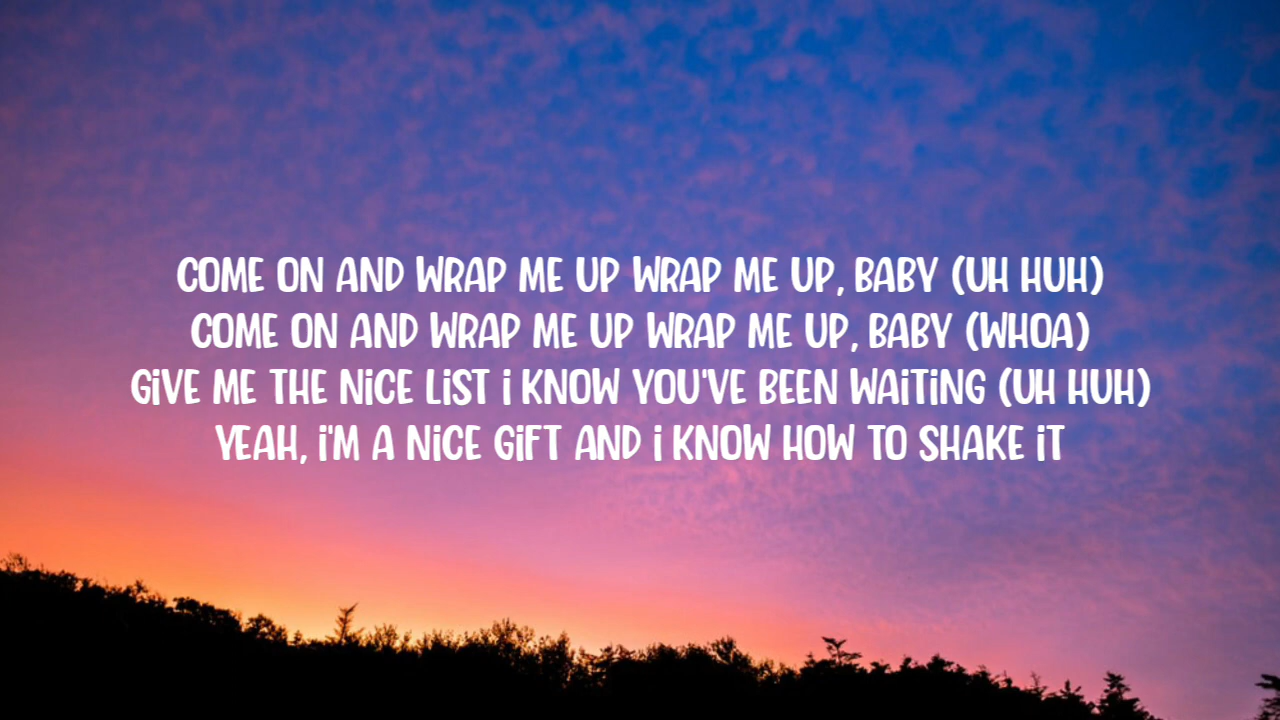 COME ON AND WRAP ME UP WRAP ME UP, BABY (UH HUH)
COME ON AND WRAP ME UP WRAP ME UP, BABY (WHOA)
GiVE ME THE NiCE LiST i KNOW YOU'VE BEEN WAiTiNG (UH HUH)
YEAH, i'M A NiCE GiFT AND i KNOW HOW TO SHAKE iT